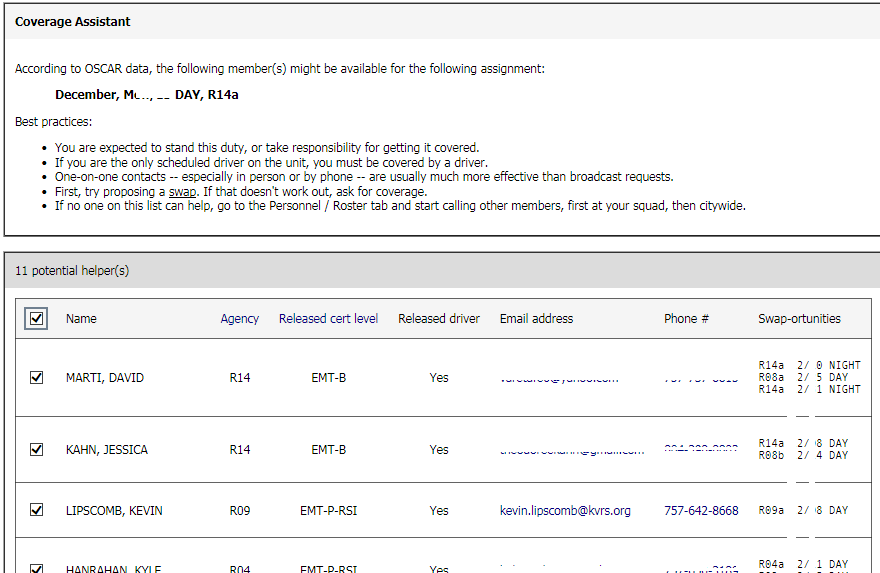 Coverage Assistant
According to OSCAR data, the following member(s) might be available for the following assignment:
December, DAY, R14a
Best practices:
• You are expected to stand this duty, or take responsibility for getting it covered.
• If you are the only scheduled driver on the unit, you must be covered by a driver.
• One-on-one contacts -- especially in person or by phone -- are usually much more effective than broadcast requests.
• First, try proposing a swap. If that doesn't work out, ask for coverage.
• If no one on this list can help, go to the Personnel / Roster tab and start calling other members, first at your squad, then citywide.
11 potential helper(s)
Name Agency Released cert level Released driver Email address Phone # Swap-ortunities
R14a 2/ 0 NIGHT
MARTI, DAVID R14 EMT-B Yes R08a 2/ 5 DAY
R14a 2/ 1 NIGHT
KAHN, JESSICA R14 EMT-B Yes R14a 2/ 8 DAY
R08b 2/ 4 DAY
LIPSCOMB, KEVIN R09 EMT-P-RSI Yes kevin.lipscomb@kvrs.org 757-642-8668 R09a 2/ 8 DAY
HANRAHAN, KYLE R04 EMT-P-RSI Yes R04a 2/ 1 DAY